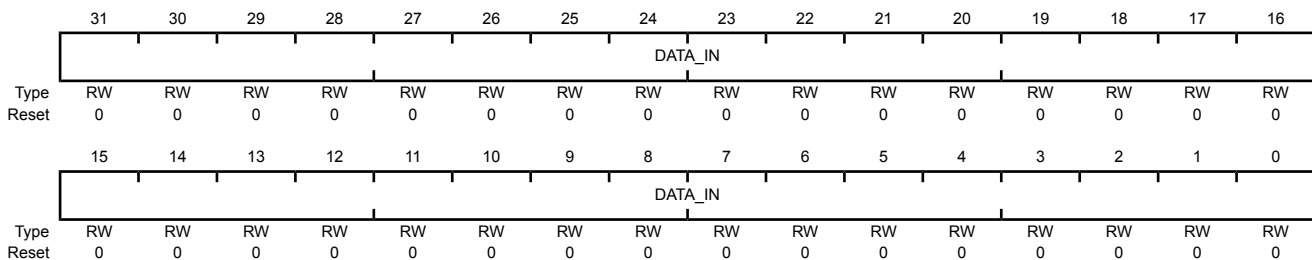 31 30 29 28 27 26 25 24 23 22 21 20 19 18 17 16
DATA_IN
Type RW RW RW RW RW RW RW RW RW RW RW RW RW RW RW RW
Reset 0 0 0 0 0 0 0 0 0 0 0 0 0 0 0 0
15 14 13 12 11 10 9 8 7 6 5 4 3 2 1 0
DATA_IN
Type RW RW RW RW RW RW RW RW RW RW RW RW RW RW RW RW
Reset 0 0 0 0 0 0 0 0 0 0 0 0 0 0 0 0